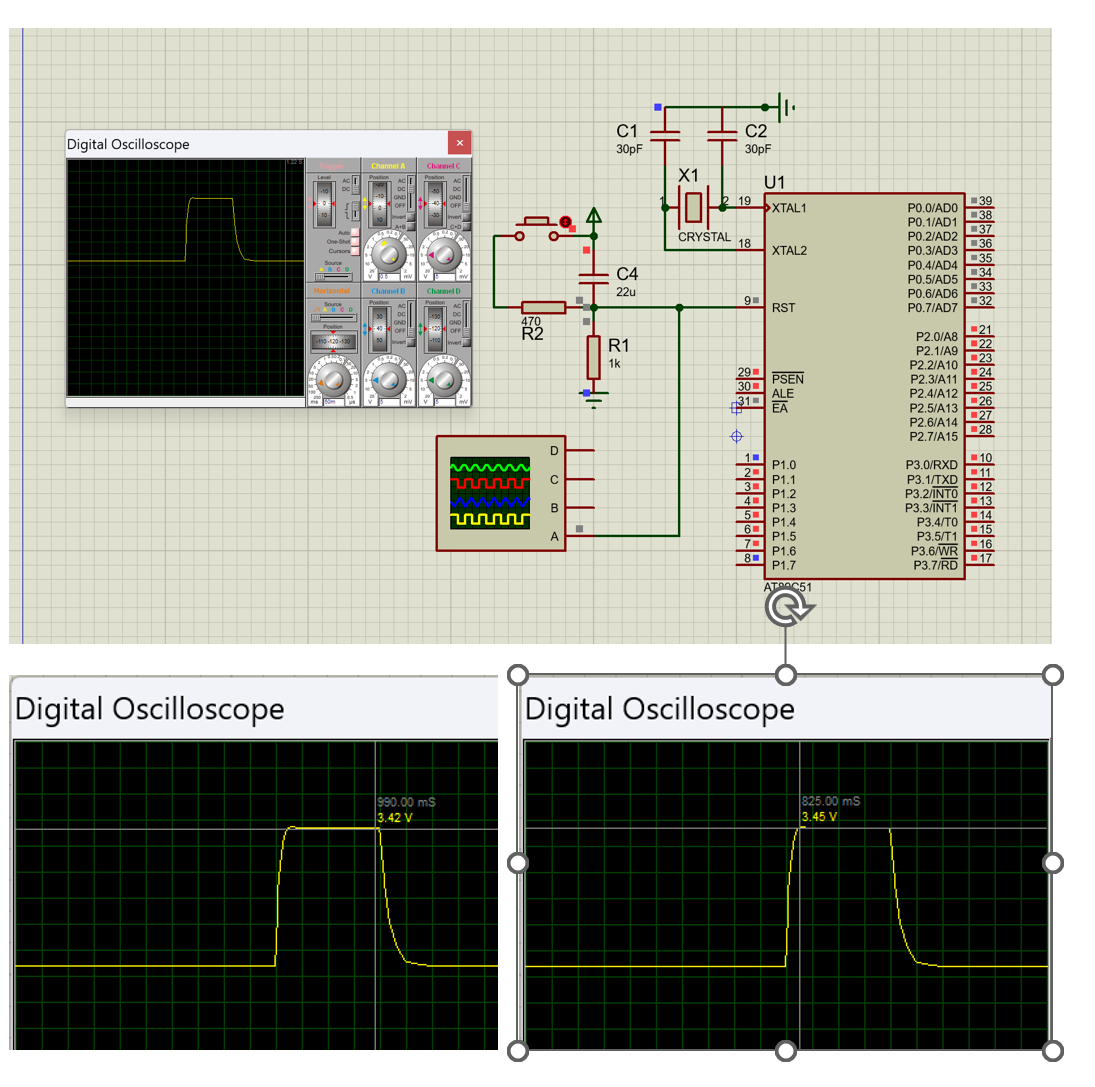 Digital Oscilloscope
Channel A
Channel C
Level
Position
Position
AC
DC
AC
DC
GND
OFF
Invert
A+B
AC
DC
GND
OFF
Invert
C+D
Auto
One-Shot
Cursors
Source
A B C D
Horizontal
Channel B
Channel D
Source
Position
Position
Position
AC
DC
GND
OFF
Invert
AC
DC
GND
OFF
Invert
C1
30pF
C2
30pF
X1
1
2
CRYSTAL
C4
22u
470
R2
R1
1k
D
C
B
A
U1
19
XTAL1
18
XTAL2
9
RST
29
PSEN
30
ALE
31
EA
1
P1.0
2
P1.1
3
P1.2
4
P1.3
5
P1.4
6
P1.5
7
P1.6
8
P1.7
P0.0/AD0
39
P0.1/AD1
38
P0.2/AD2
37
P0.3/AD3
36
P0.4/AD4
35
P0.5/AD5
34
P0.6/AD6
33
P0.7/AD7
32
P2.0/A8
21
P2.1/A9
22
P2.2/A10
23
P2.3/A11
24
P2.4/A12
25
P2.5/A13
26
P2.6/A14
27
P2.7/A15
28
P3.0/RXD
10
P3.1/TXD
11
P3.2/INT0
12
P3.3/INT1
13
P3.4/T0
14
P3.5/T1
15
P3.6/WR
16
P3.7/RD
17
AT89C51
Digital Oscilloscope
990.00 mS
3.42 V
Digital Oscilloscope
825.00 mS
3.45 V